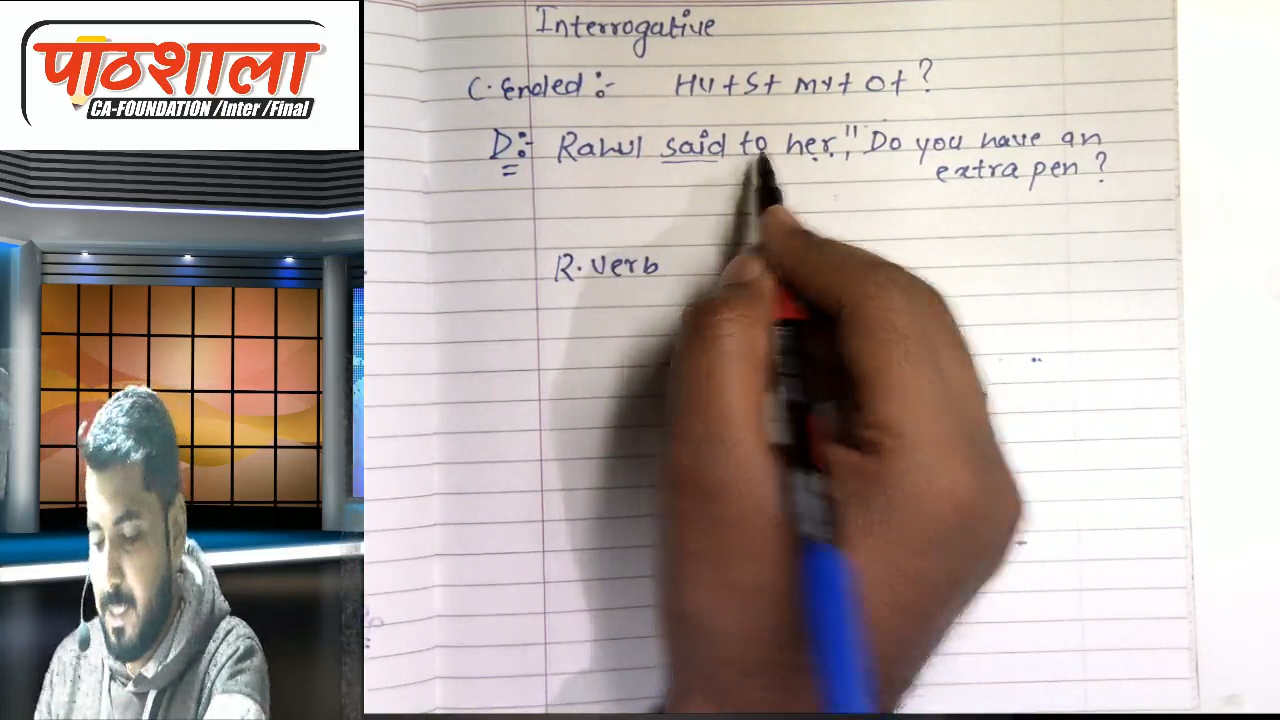 पाठशाला
CA-FOUNDATION /Inter /Final
Interrogative
C. Ended :- HV + S + MV + O + ?
D:- Rahul said to her," Do you have an
extra pen ?
R. verb